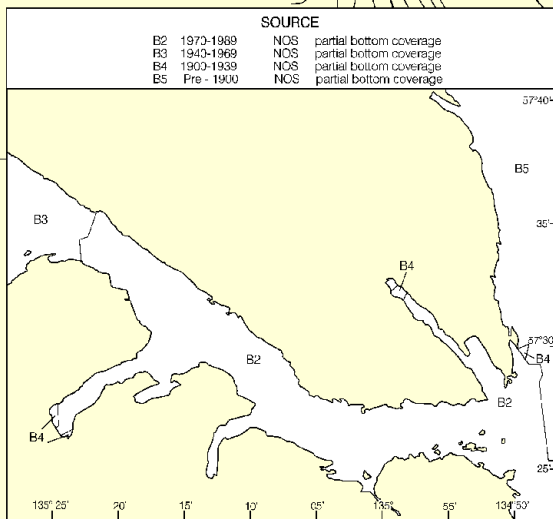 SOURCE
B2 1970-1989 NOS partial bottom coverage
B3 1940-1969 NOS partial bottom coverage
B4 1900-1939 NOS partial bottom coverage
B5 Pre - 1900 NOS partial bottom coverage
57°40'
B5
B3
35'
B4
57°30'
B2
B4
B2
B4
25'
135° 25' 20' 15' 10' 05' 135° 55' 134°50'